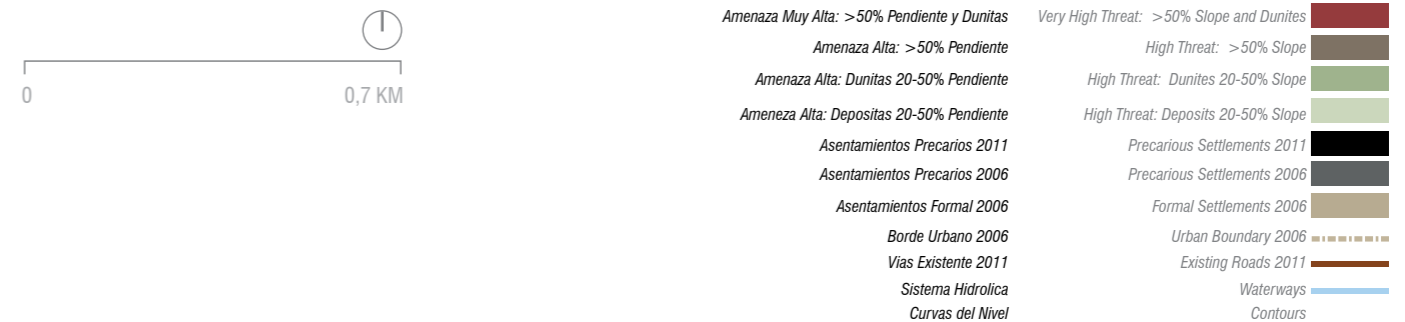 Amenaza Muy Alta: >50% Pendiente y Dunitas Very High Threat: >50% Slope and Dunites
Amenaza Alta: >50% Pendiente High Threat: >50% Slope
Amenaza Alta: Dunitas 20-50% Pendiente High Threat: Dunites 20-50% Slope
Ameneza Alta: Depositas 20-50% Pendiente High Threat: Deposits 20-50% Slope
Asentamientos Precarios 2011 Precarious Settlements 2011
Asentamientos Precarios 2006 Precarious Settlements 2006
Asentamientos Formal 2006 Formal Settlements 2006
Borde Urbano 2006 Urban Boundary 2006
Vias Existente 2011 Existing Roads 2011
Sistema Hidrolica Waterways
Curvas del Nivel Contours
0 0,7 KM